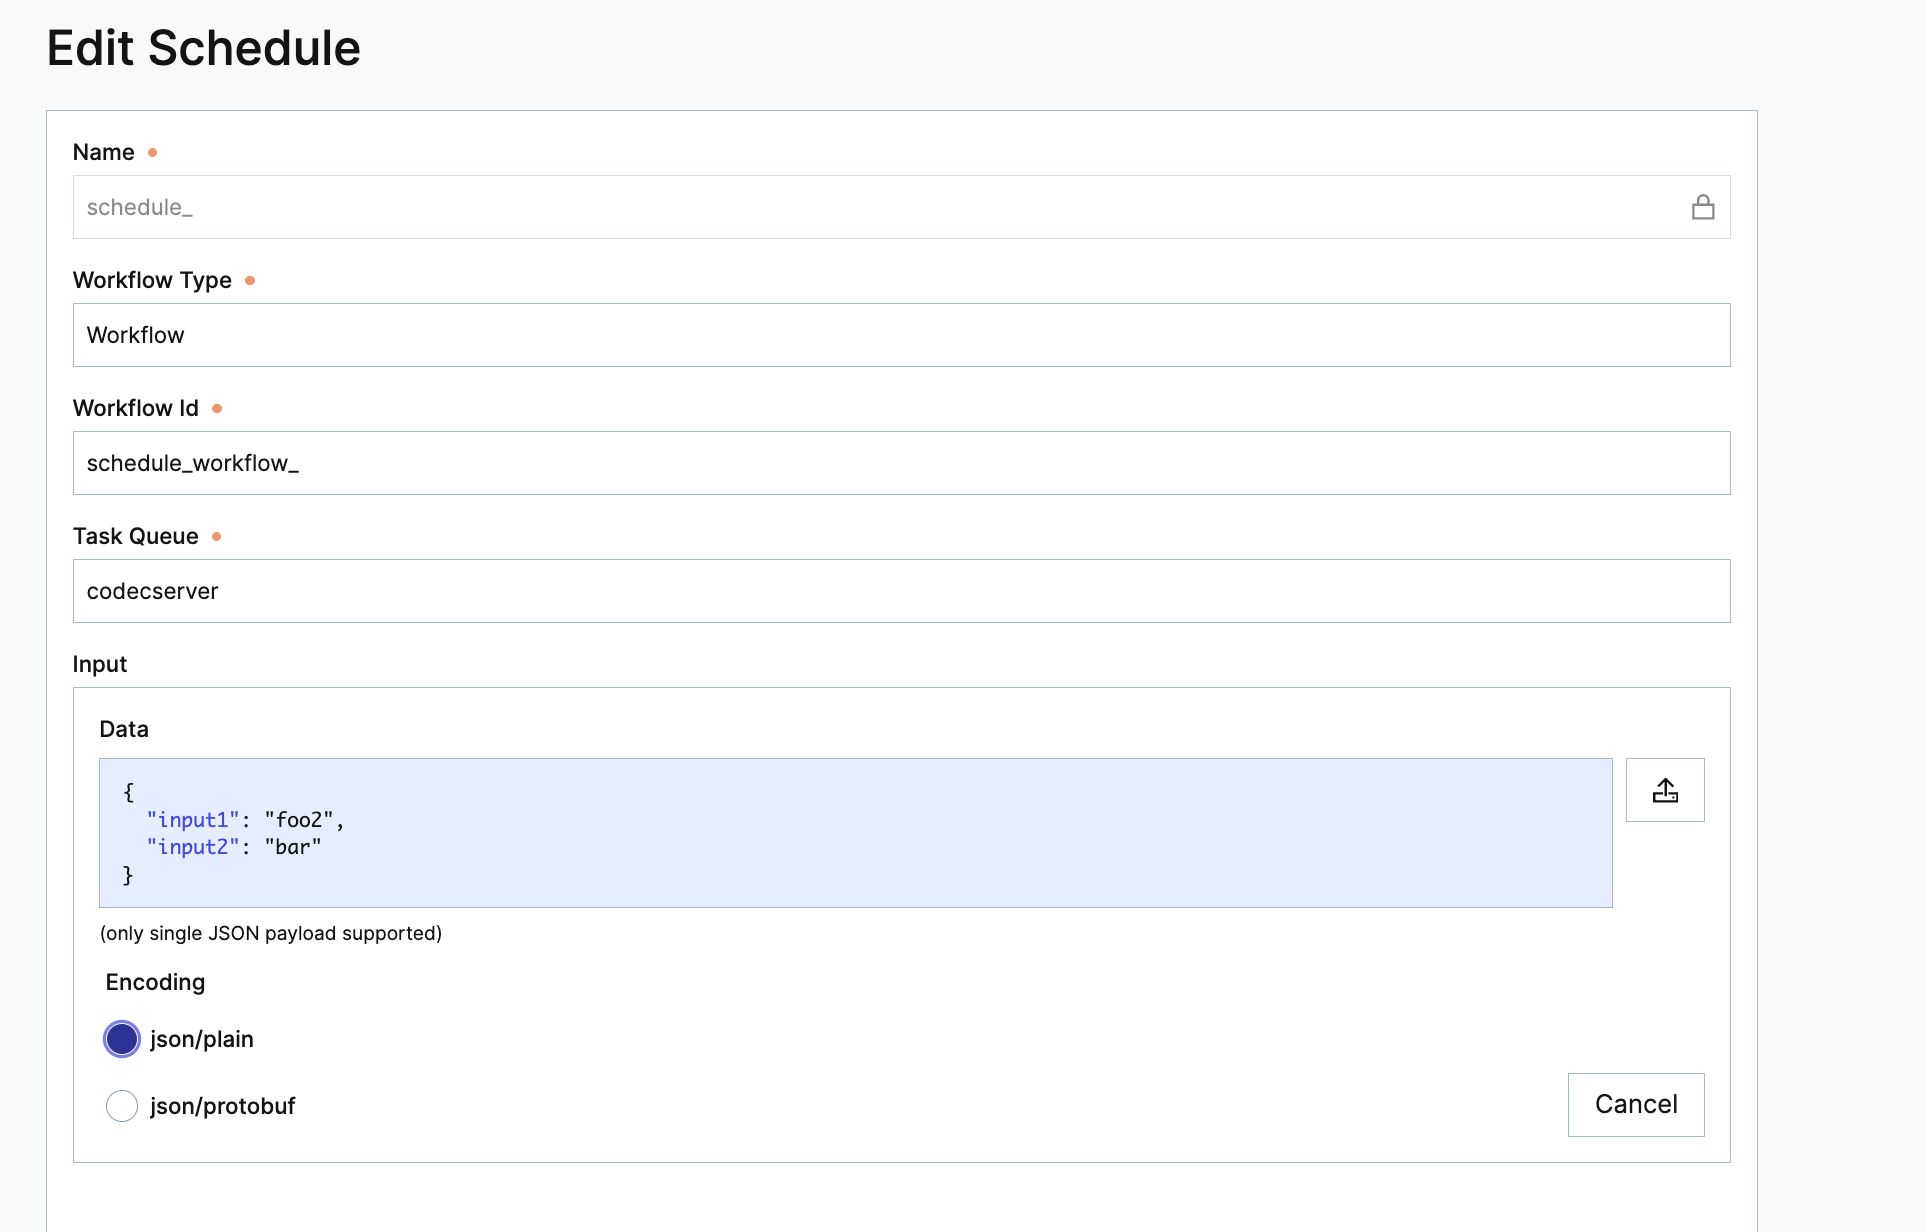 Edit Schedule
Name
schedule_
Workflow Type
Workflow
Workflow Id
schedule_workflow_
Task Queue
codecserver
Input
Data
{
  "input1": "foo2",
  "input2": "bar"
}
(only single JSON payload supported)
Encoding
json/plain
json/protobuf
Cancel